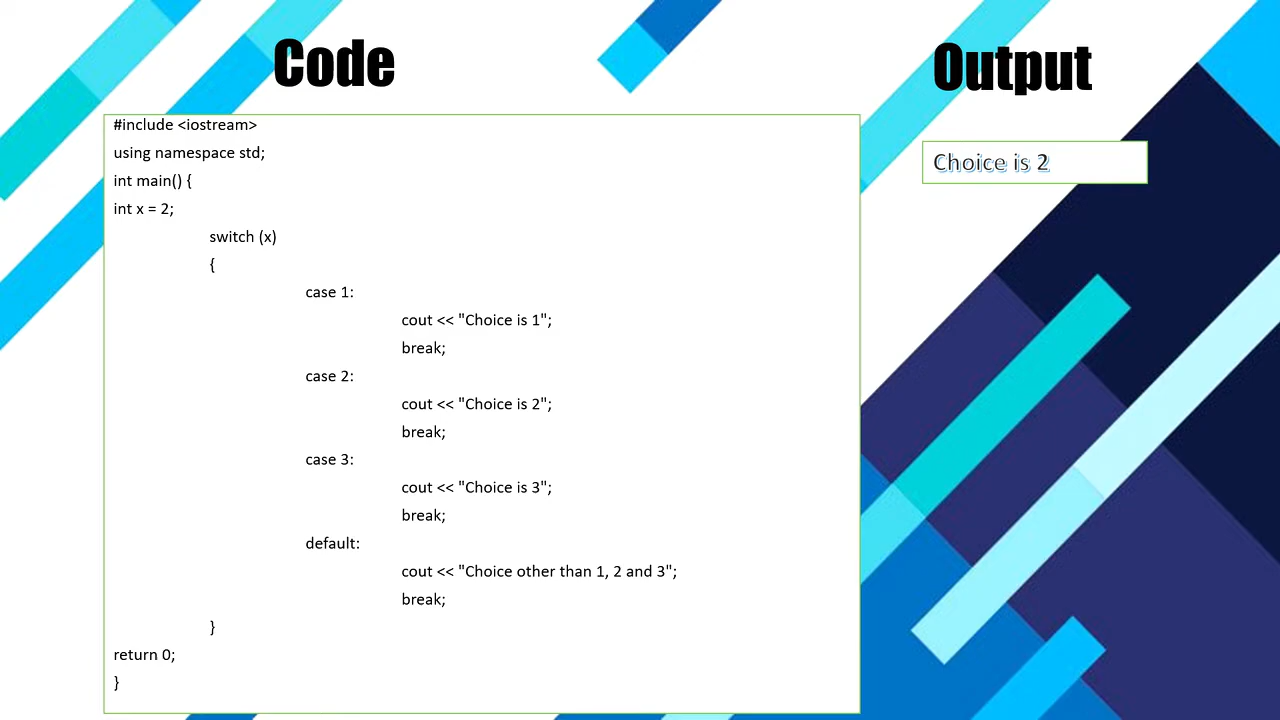 Code
#include <iostream>
using namespace std;
int main() {
int x = 2;
switch (x)
{
case 1:
cout << "Choice is 1";
break;
case 2:
cout << "Choice is 2";
break;
case 3:
cout << "Choice is 3";
break;
default:
cout << "Choice other than 1, 2 and 3";
break;
}
return 0;
}
Output
Choice is 2